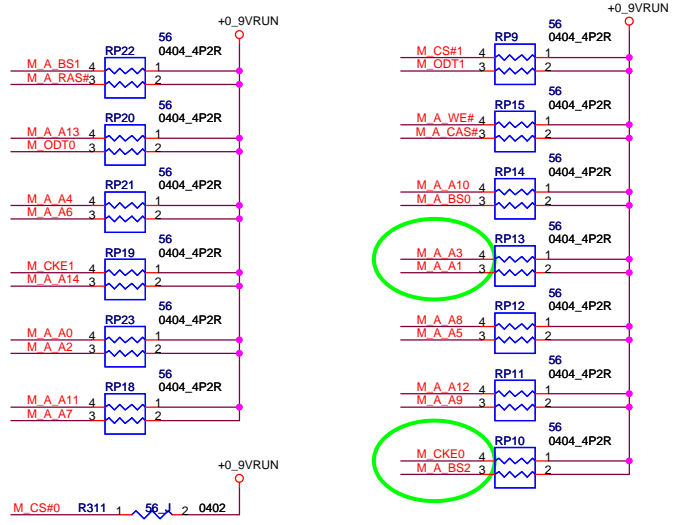 +0_9VRUN
56
RP22 0404_4P2R
M_A_BS1 4 1
M_A_RAS# 3 2
56
RP20 0404_4P2R
M_A_A13 4 1
M_ODT0 3 2
56
RP21 0404_4P2R
M_A_A4 4 1
M_A_A6 3 2
56
RP19 0404_4P2R
M_CKE1 4 1
M_A_A14 3 2
56
RP23 0404_4P2R
M_A_A0 4 1
M_A_A2 3 2
56
RP18 0404_4P2R
M_A_A11 4 1
M_A_A7 3 2
+0_9VRUN
M_CS#0 R311 1 56_J 2 0402
+0_9VRUN
56
RP9 0404_4P2R
M_CS#1 4 1
M_ODT1 3 2
56
RP15 0404_4P2R
M_A_WE# 4 1
M_A_CAS# 3 2
56
RP14 0404_4P2R
M_A_A10 4 1
M_A_BS0 3 2
56
RP13 0404_4P2R
M_A_A3 4 1
M_A_A1 3 2
56
RP12 0404_4P2R
M_A_A8 4 1
M_A_A5 3 2
56
RP11 0404_4P2R
M_A_A12 4 1
M_A_A9 3 2
56
RP10 0404_4P2R
M_CKE0 4 1
M_A_BS2 3 2